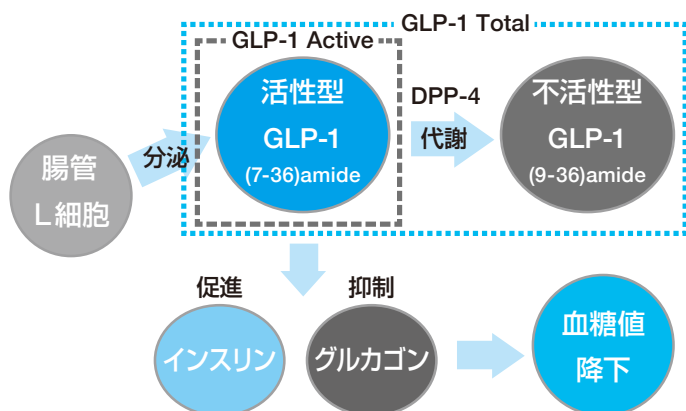 GLP-1 Total
GLP-1 Active
腸管
L細胞
分泌
活性型
GLP-1
(7-36)amide
DPP-4
代謝
不活性型
GLP-1
(9-36)amide
促進
インスリン
抑制
グルカゴン
血糖値
降下